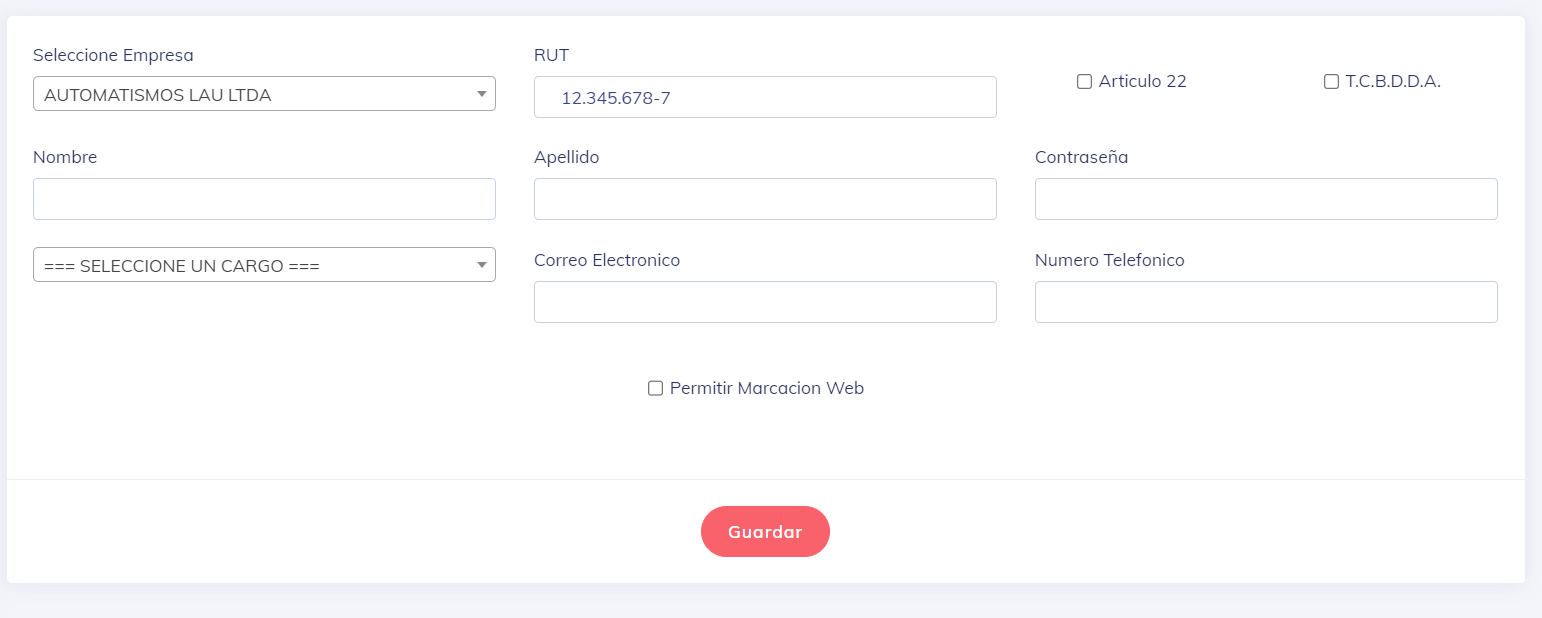 Seleccione Empresa
RUT
AUTOMATISMOS LAU LTDA
12.345.678-7
Articulo 22
T.C.B.D.D.A.
Nombre
Apellido
Contraseña
=== SELECCIONE UN CARGO ===
Correo Electronico
Numero Telefonico
Permitir Marcacion Web
Guardar